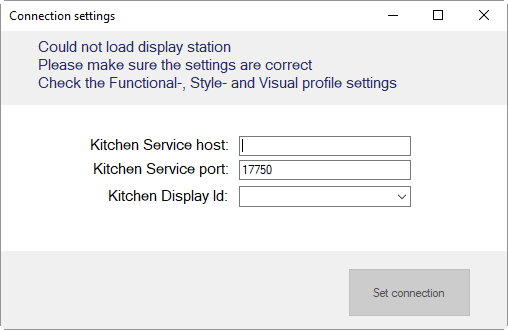 Connection settings
Could not load display station
Please make sure the settings are correct
Check the Functional-, Style- and Visual profile settings
Kitchen Service host:
Kitchen Service port: 17750
Kitchen Display Id:
Set connection